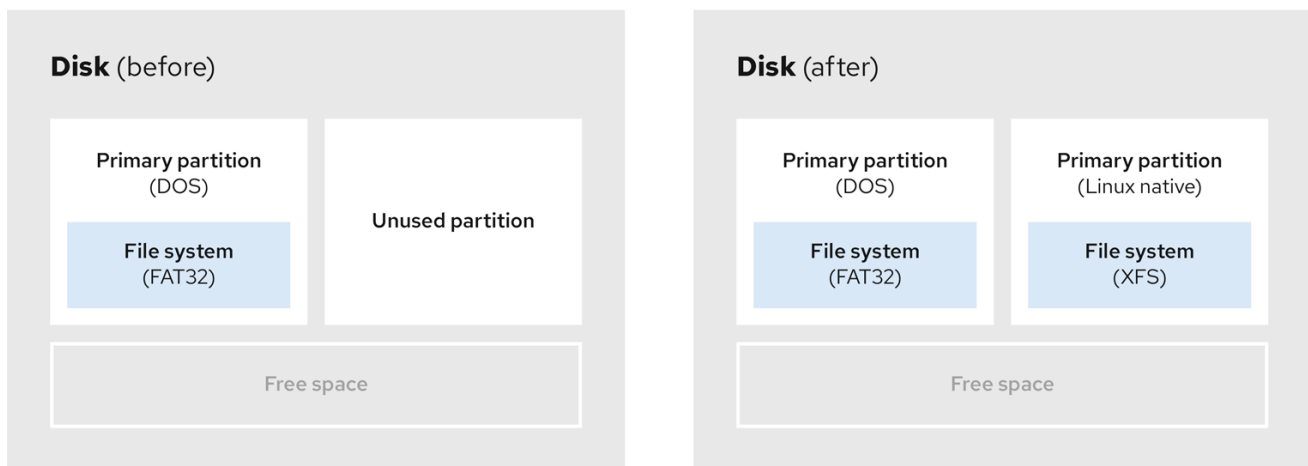 Disk (before)
Primary partition
(DOS)
File system
(FAT32)
Unused partition
Free space
Disk (after)
Primary partition
(DOS)
File system
(FAT32)
Primary partition
(Linux native)
File system
(XFS)
Free space